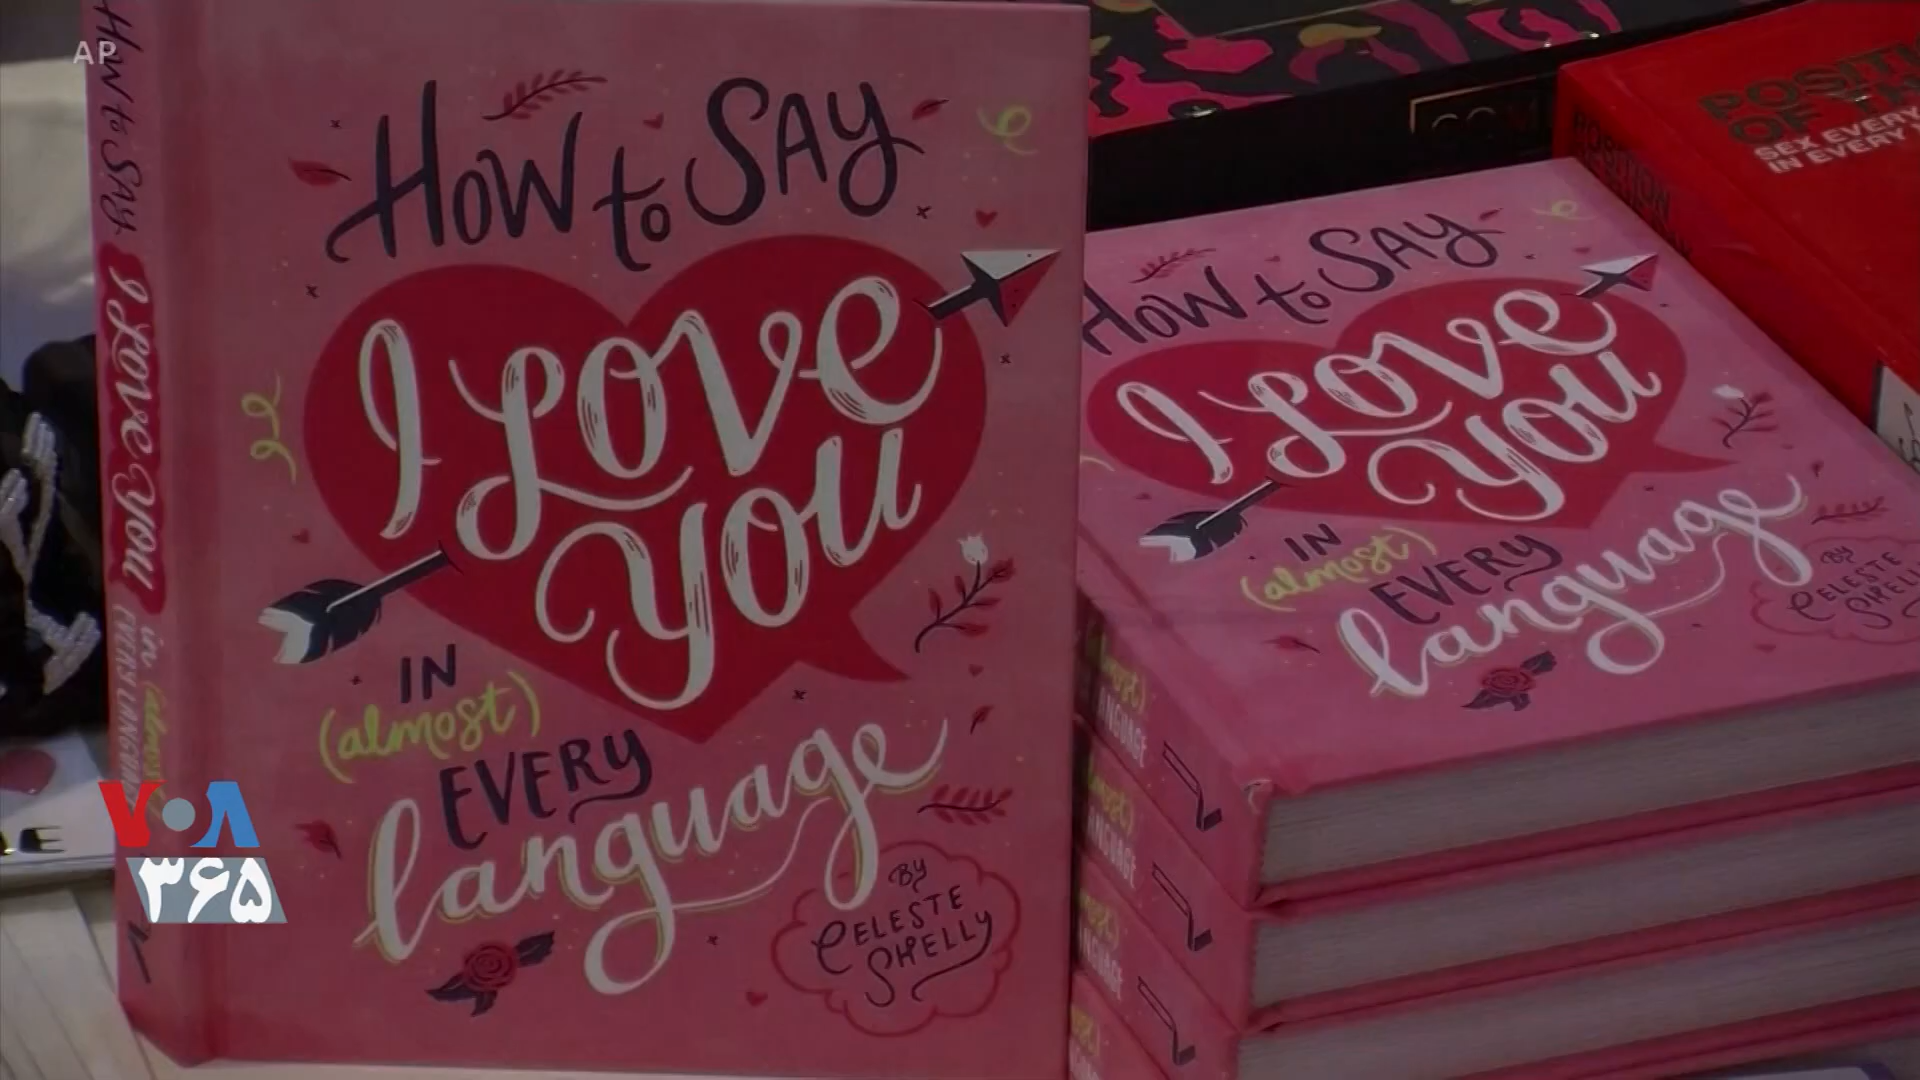 AP
How to SAY
I Love You
in
EVERY LANGUAGE
HOW to SAY
I LOVE
YOU
IN
(almost)
EVERY
language
BY
CELESTE
SHELLY
HOW to SAY
I LOVE
YOU
IN
(almost)
EVERY
language
BY
CELESTE
SHELLY
SEX EVERY
IN EVERY
VOA
۳۶۵